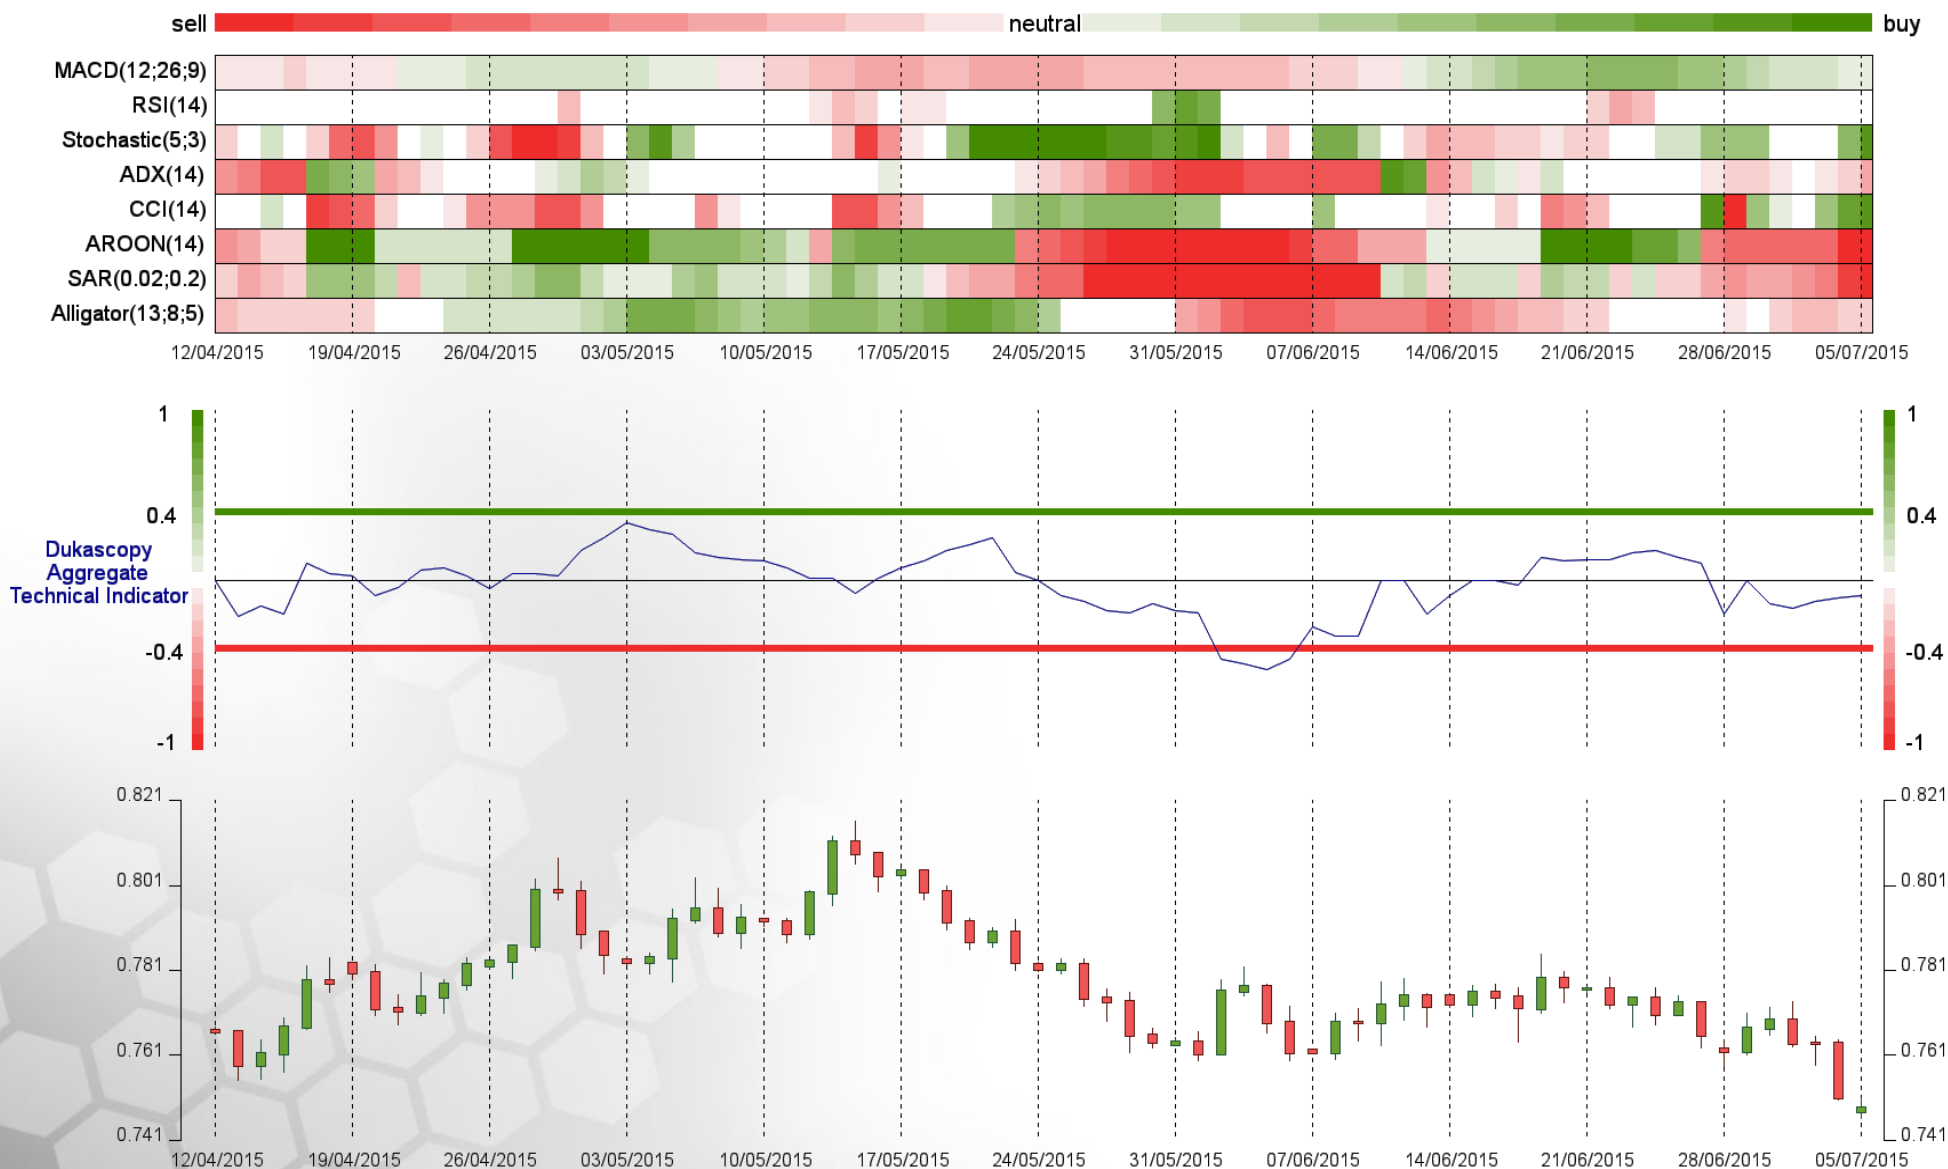 sell neutral buy
MACD(12;26;9)
RSI(14)
Stochastic(5;3)
ADX(14)
CCI(14)
AROON(14)
SAR(0.02;0.2)
Alligator(13;8;5)
12/04/2015 19/04/2015 26/04/2015 03/05/2015 10/05/2015 17/05/2015 24/05/2015 31/05/2015 07/06/2015 14/06/2015 21/06/2015 28/06/2015 05/07/2015
1 1
0.4 0.4
Dukascopy
Aggregate
Technical Indicator
-0.4 -0.4
-1 -1
0.821 0.821
0.801 0.801
0.781 0.781
0.761 0.761
0.741 0.741
12/04/2015 19/04/2015 26/04/2015 03/05/2015 10/05/2015 17/05/2015 24/05/2015 31/05/2015 07/06/2015 14/06/2015 21/06/2015 28/06/2015 05/07/2015